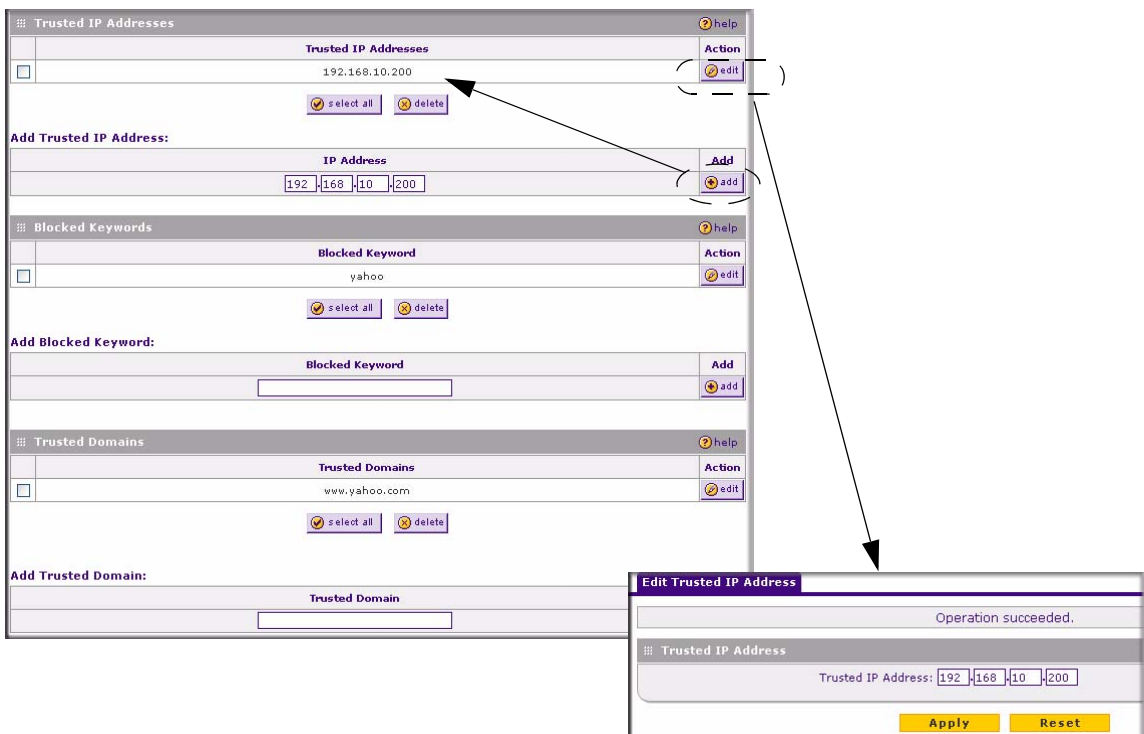 Trusted IP Addresses help
Trusted IP Addresses Action
192.168.10.200 edit
select all delete
Add Trusted IP Address:
IP Address Add
192 . 168 . 10 . 200 add
Blocked Keywords help
Blocked Keyword Action
yahoo edit
select all delete
Add Blocked Keyword:
Blocked Keyword Add
add
Trusted Domains help
Trusted Domains Action
www.yahoo.com edit
select all delete
Add Trusted Domain:
Trusted Domain
Edit Trusted IP Address
Operation succeeded.
Trusted IP Address
Trusted IP Address: 192 . 168 . 10 . 200
Apply Reset